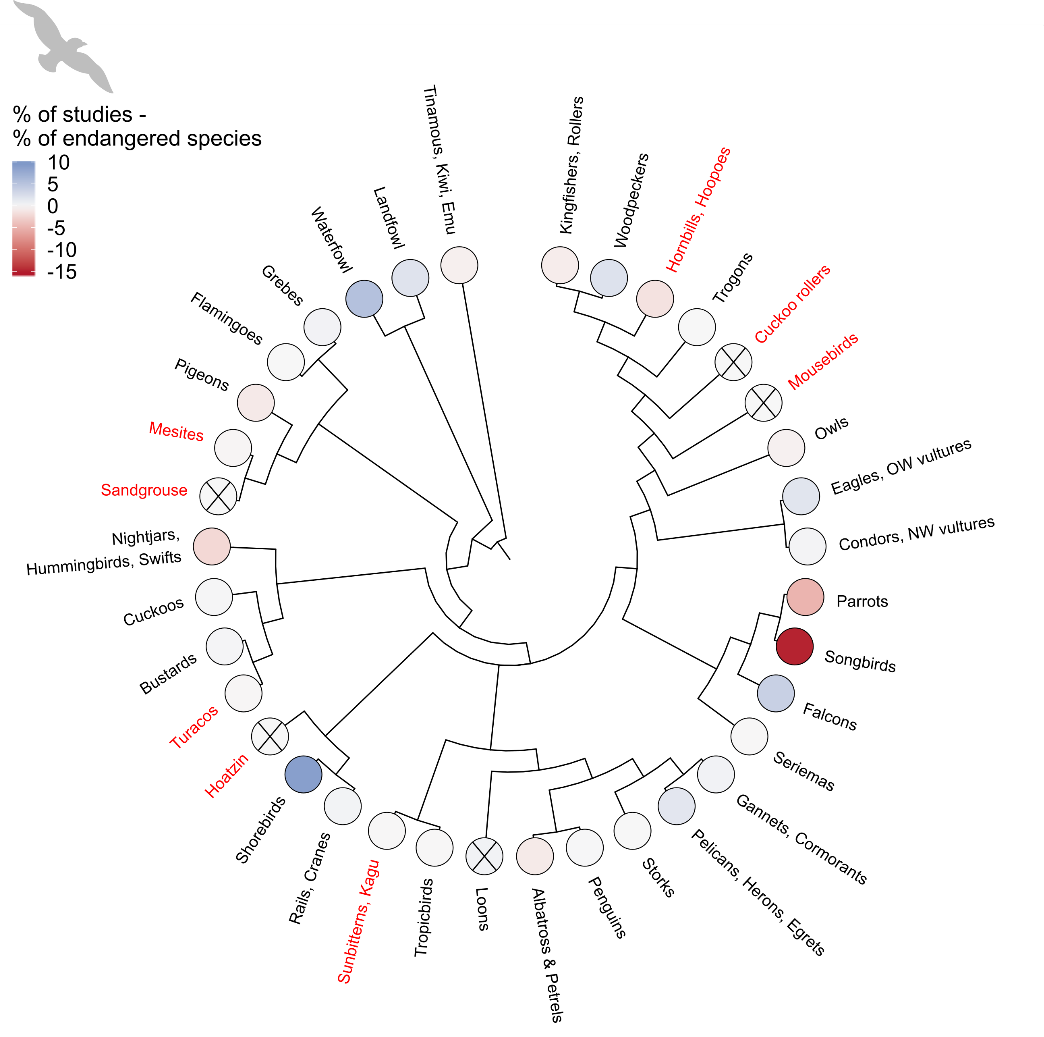 % of studies -
% of endangered species
10
5
0
-5
-10
-15
Tinamous, Kiwi, Emu
Landfowl
Waterfowl
Grebes
Flamingoes
Pigeons
Mesites
Sandgrouse
Nightjars,
Hummingbirds, Swifts
Cuckoos
Bustards
Turacos
Hoatzin
Shorebirds
Rails, Cranes
Sunbitterns, Kagu
Tropicbirds
Loons
Albatross & Petrels
Penguins
Storks
Pelicans, Herons, Egrets
Gannets, Cormorants
Seriemas
Falcons
Songbirds
Parrots
Condors, NW vultures
Eagles, OW vultures
Owls
Mousebirds
Cuckoo rollers
Trogons
Hornbills, Hoopoes
Woodpeckers
Kingfishers, Rollers